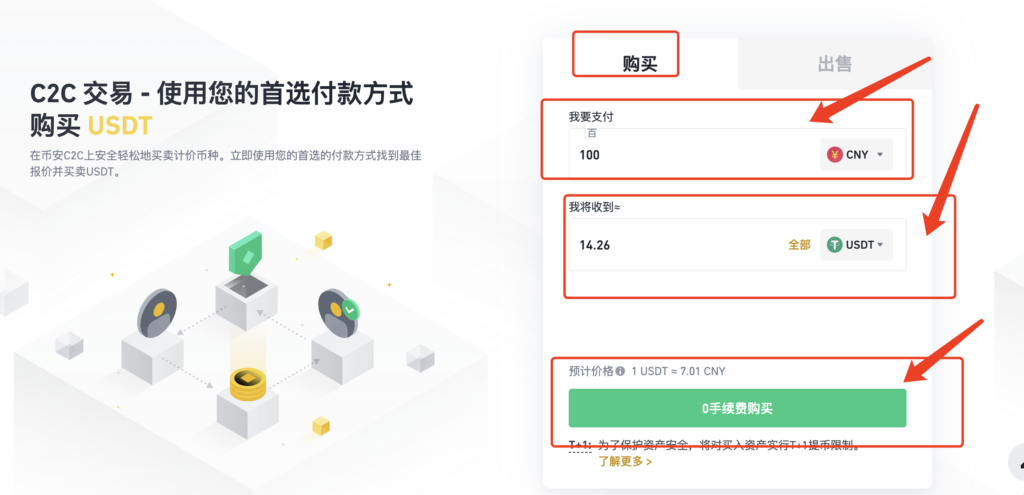 C2C 交易 - 使用您的首选付款方式
购买 USDT
在币安C2C上安全轻松地买卖计价币种。立即使用您的首选的付款方式找到最佳
报价并买卖USDT。
购买
出售
我要支付
百
100
CNY
我将收到≈
14.26
全部
USDT
预计价格 1 USDT ≈ 7.01 CNY
0手续费购买
T+1: 为了保护资产安全，将对买入资产实行T+1提币限制。
了解更多 >